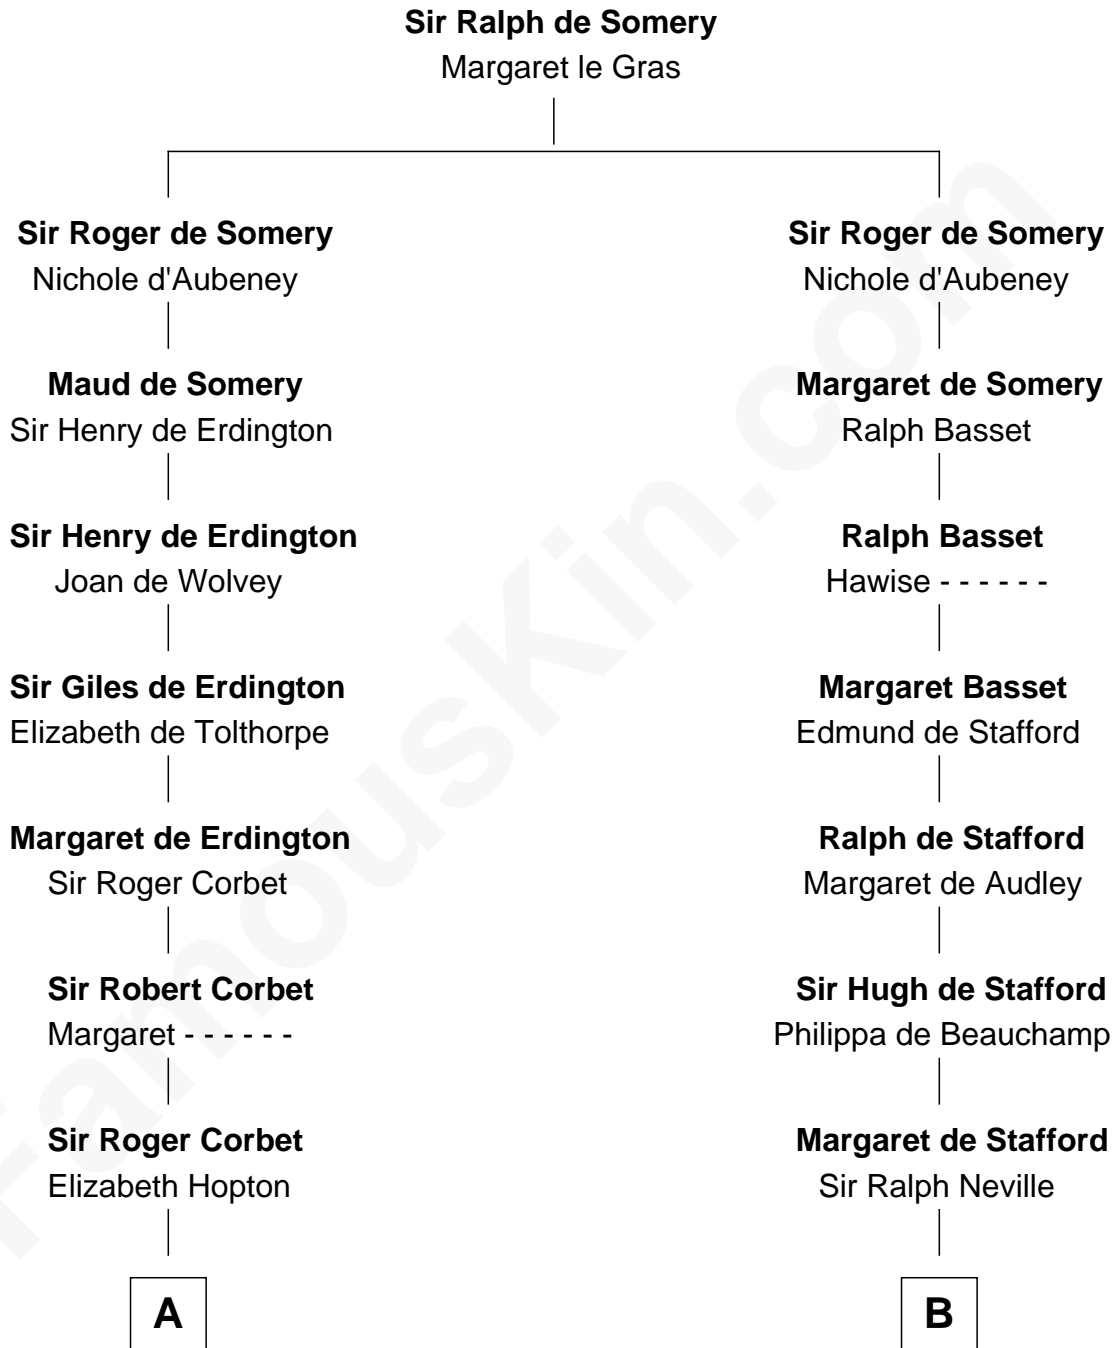 Sir Ralph de Somery
Margaret le Gras
Sir Roger de Somery
Nichole d'Aubeney
Maud de Somery
Sir Henry de Erdington
Sir Henry de Erdington
Joan de Wolvey
Sir Giles de Erdington
Elizabeth de Tolthorpe
Margaret de Erdington
Sir Roger Corbet
Sir Robert Corbet
Margaret - - - - - -
Sir Roger Corbet
Elizabeth Hopton
A
Sir Roger de Somery
Nichole d'Aubeney
Margaret de Somery
Ralph Basset
Ralph Basset
Hawise - - - - - -
Margaret Basset
Edmund de Stafford
Ralph de Stafford
Margaret de Audley
Sir Hugh de Stafford
Philippa de Beauchamp
Margaret de Stafford
Sir Ralph Neville
B
FamousKin.com